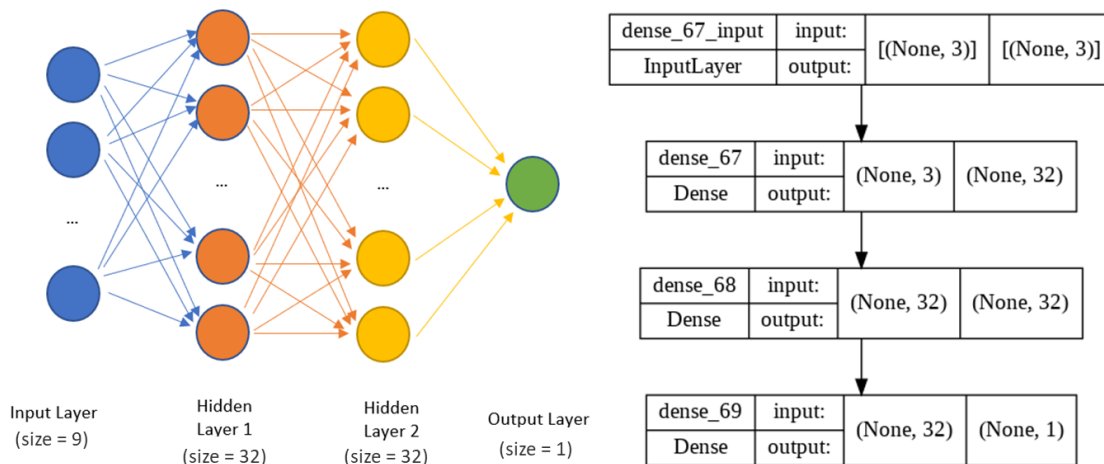 ...
...
...
Input Layer
(size = 9)
Hidden
Layer 1
(size = 32)
Hidden
Layer 2
(size = 32)
Output Layer
(size = 1)
dense_67_input
input:
[(None, 3)]
[(None, 3)]
InputLayer
output:
dense_67
input:
(None, 3)
(None, 32)
Dense
output:
dense_68
input:
(None, 32)
(None, 32)
Dense
output:
dense_69
input:
(None, 32)
(None, 1)
Dense
output: